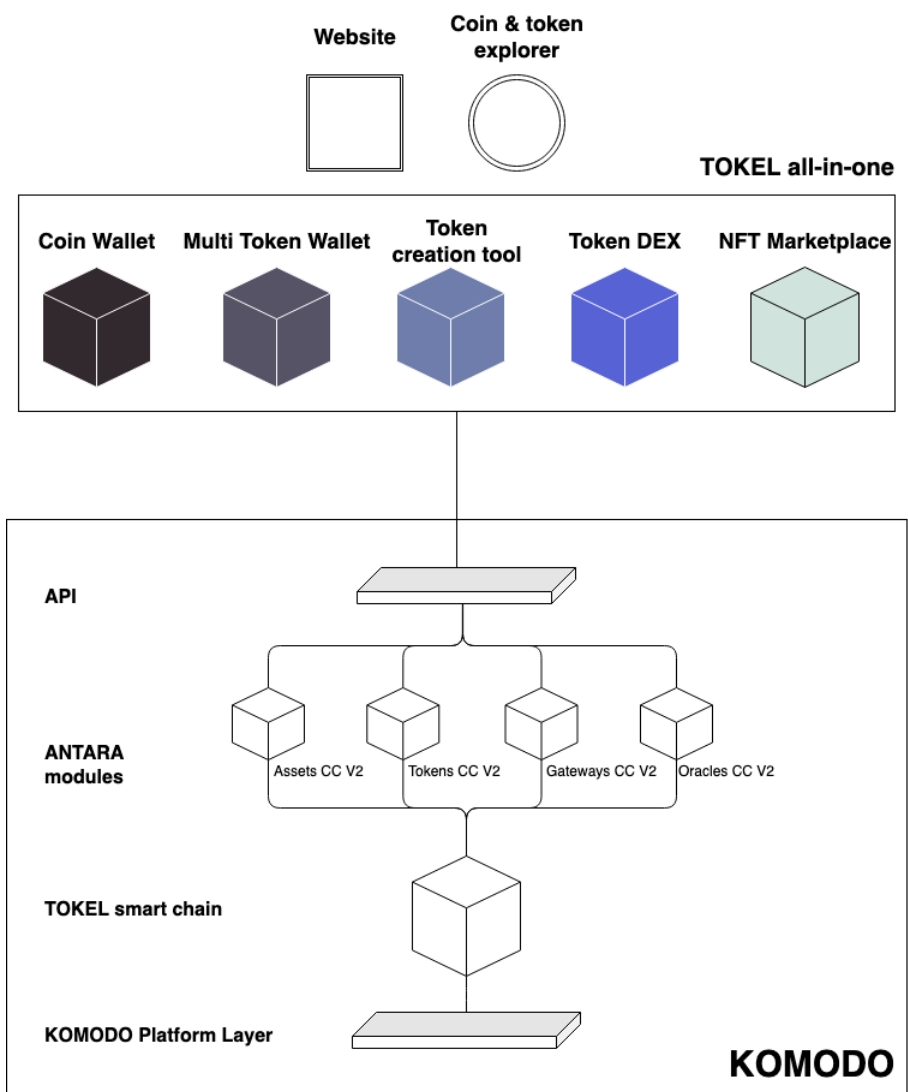 Website
Coin & token
explorer
TOKEL all-in-one
Coin Wallet
Multi Token Wallet
Token
creation tool
Token DEX
NFT Marketplace
API
ANTARA
modules
Assets CC V2
Tokens CC V2
Gateways CC V2
Oracles CC V2
TOKEL smart chain
KOMODO Platform Layer
KOMODO